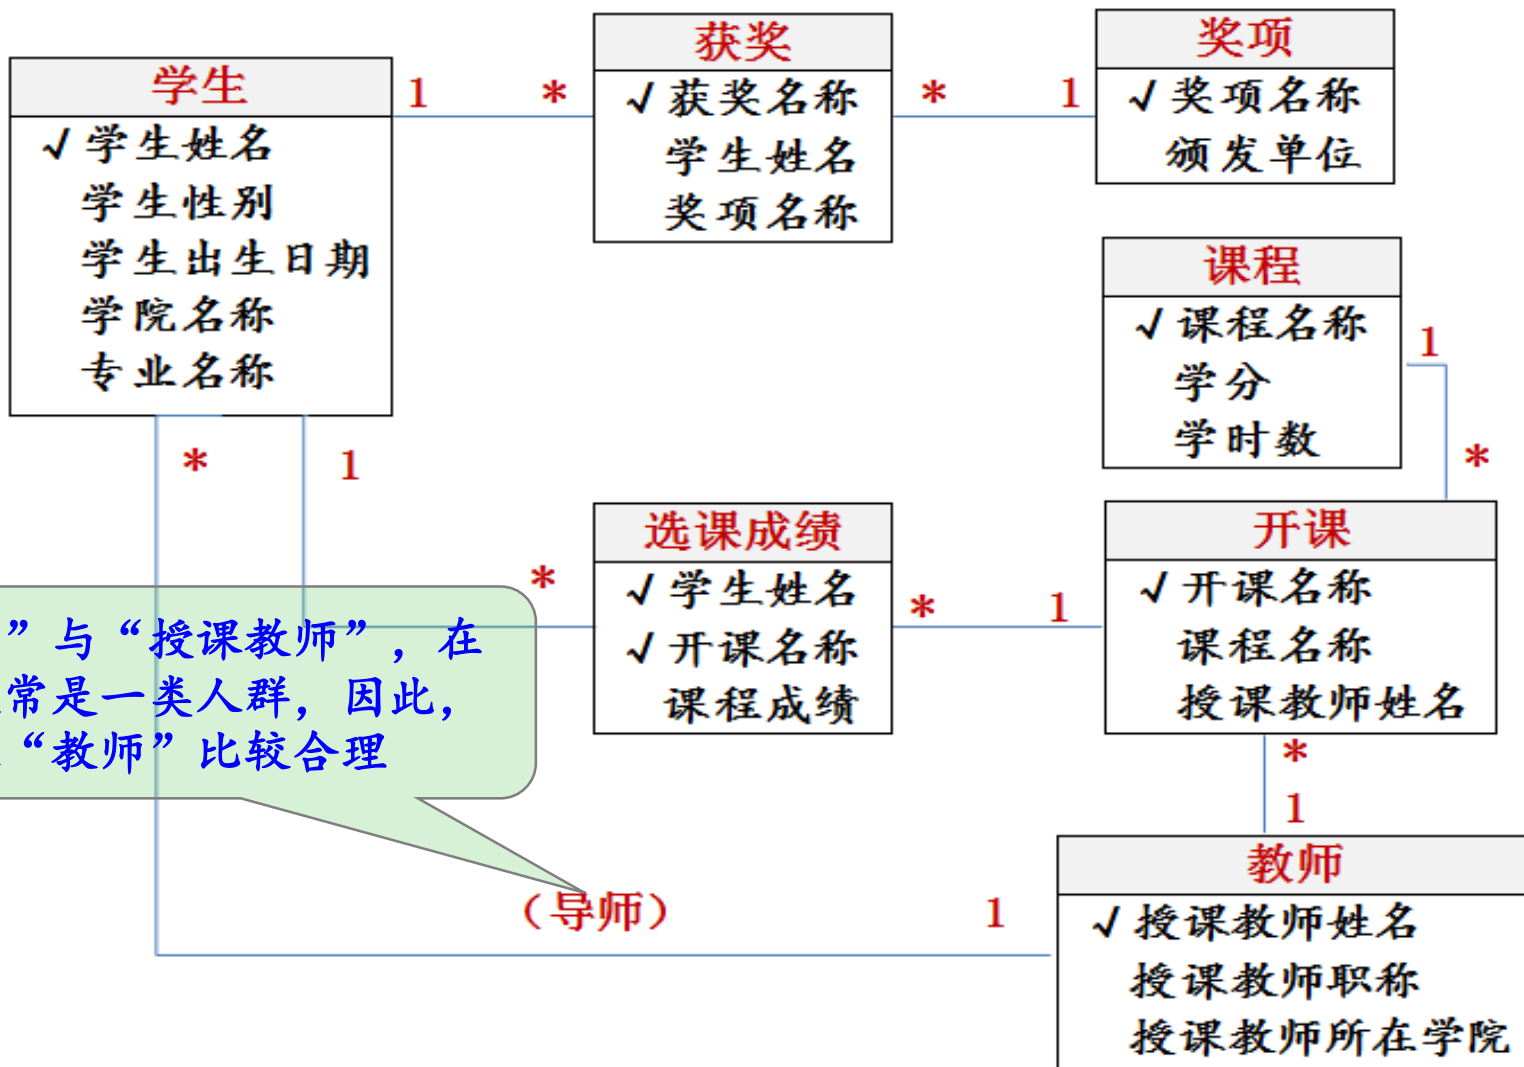 学生
√学生姓名
学生性别
学生出生日期
学院名称
专业名称
1
*
获奖
√获奖名称
学生姓名
奖项名称
*
1
奖项
√奖项名称
颁发单位
课程
√课程名称
学分
学时数
1
*
*
1
*
选课成绩
√学生姓名
√开课名称
课程成绩
*
1
开课
√开课名称
课程名称
授课教师姓名
*
1
”与“授课教师”，在
常是一类人群，因此，
“教师”比较合理
（导师）
1
教师
√授课教师姓名
授课教师职称
授课教师所在学院